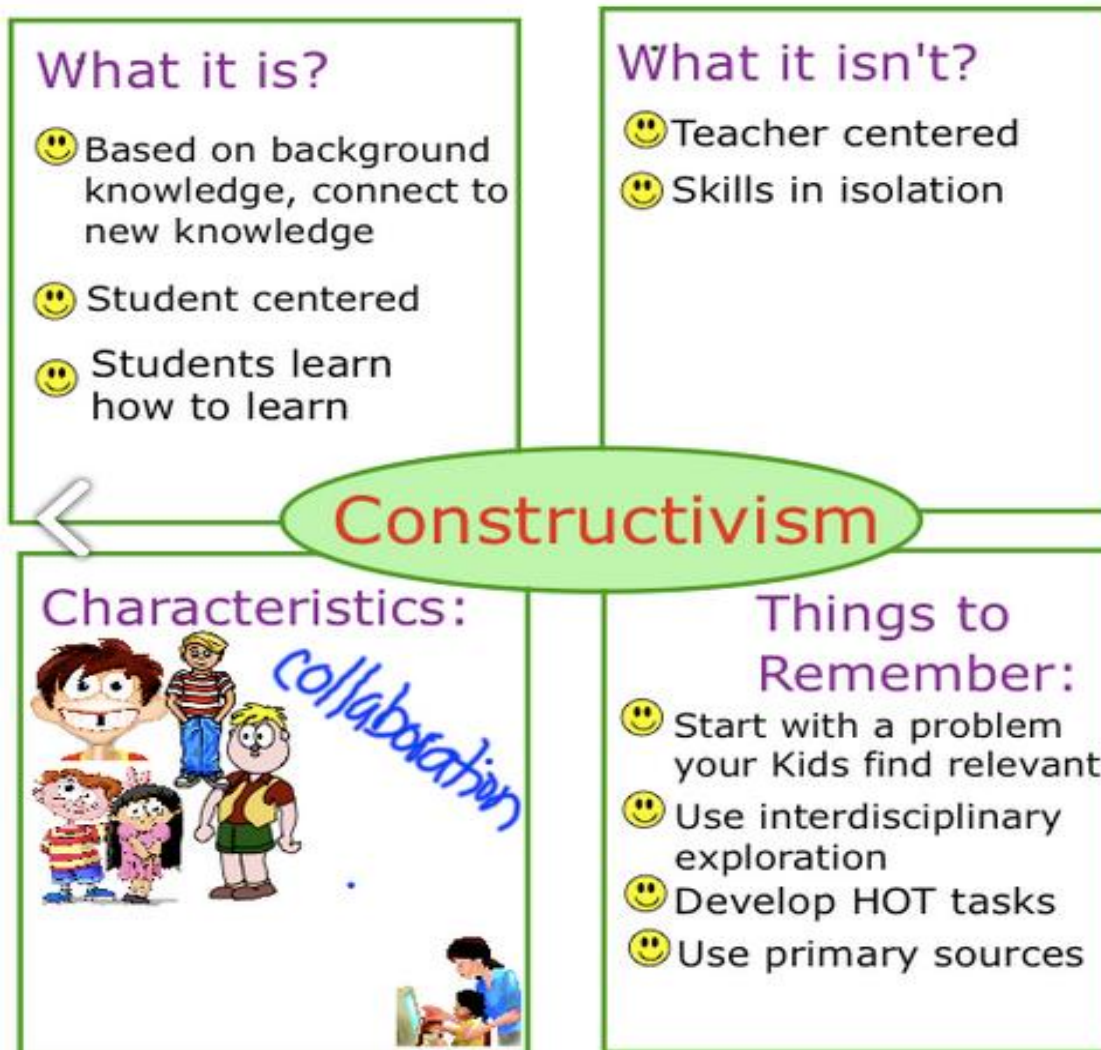 What it is?
Based on background
knowledge, connect to
new knowledge
Student centered
Students learn
how to learn
What it isn't?
Teacher centered
Skills in isolation
Constructivism
Characteristics:
collaboration
Things to
Remember:
Start with a problem
your Kids find relevant
Use interdisciplinary
exploration
Develop HOT tasks
Use primary sources